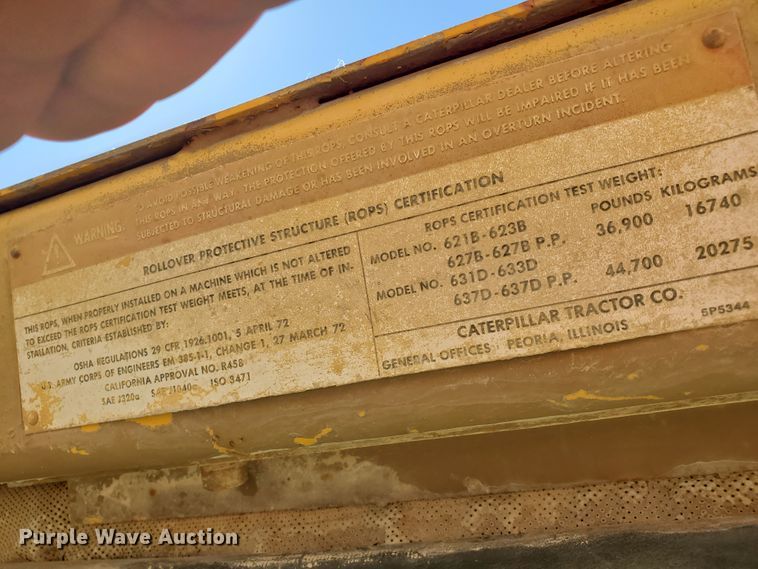 WARNING: TO AVOID POSSIBLE WEAKENING OF THIS ROPS, CONSULT A CATERPILLAR DEALER BEFORE ALTERING
THIS ROPS IN ANY WAY. THE PROTECTION OFFERED BY THIS ROPS WILL BE IMPAIRED IF IT HAS BEEN
SUBJECTED TO STRUCTURAL DAMAGE OR HAS BEEN INVOLVED IN AN OVERTURN INCIDENT.
ROLLOVER PROTECTIVE STRUCTURE (ROPS) CERTIFICATION
THIS ROPS, WHEN PROPERLY INSTALLED ON A MACHINE WHICH IS NOT ALTERED
TO EXCEED THE ROPS CERTIFICATION TEST WEIGHT MEETS, AT THE TIME OF IN-
STALLATION, CRITERIA ESTABLISHED BY:
OSHA REGULATIONS 29 CFR 1926.1001, 5 APRIL 72
U.S. ARMY CORPS OF ENGINEERS EM 385-1-1, CHANGE 1, 27 MARCH 72
CALIFORNIA APPROVAL NO. R458
SAE J320a SAE J1040a ISO 3471
ROPS CERTIFICATION TEST WEIGHT:
POUNDS KILOGRAMS
MODEL NO. 621B-623B 36,900 16740
627B-627B P.P.
MODEL NO. 631D-633D 44,700 20275
637D-637D P.P.
CATERPILLAR TRACTOR CO.
GENERAL OFFICES PEORIA, ILLINOIS 5P5344
Purple Wave Auction